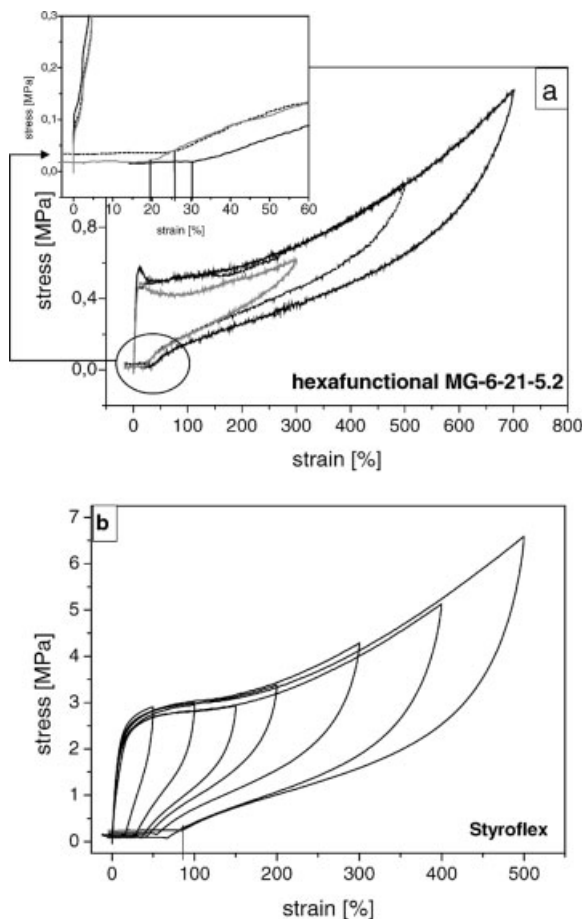 0,3
0,2
0,1
0,0
stress [MPa]
0 10 20 30 40 50 60
strain [%]
a
0,8
0,4
0,0
stress [MPa]
hexafunctional MG-6-21-5.2
0 100 200 300 400 500 600 700 800
strain [%]
b
7
6
5
4
3
2
1
0
stress [MPa]
Styroflex
0 100 200 300 400 500
strain [%]